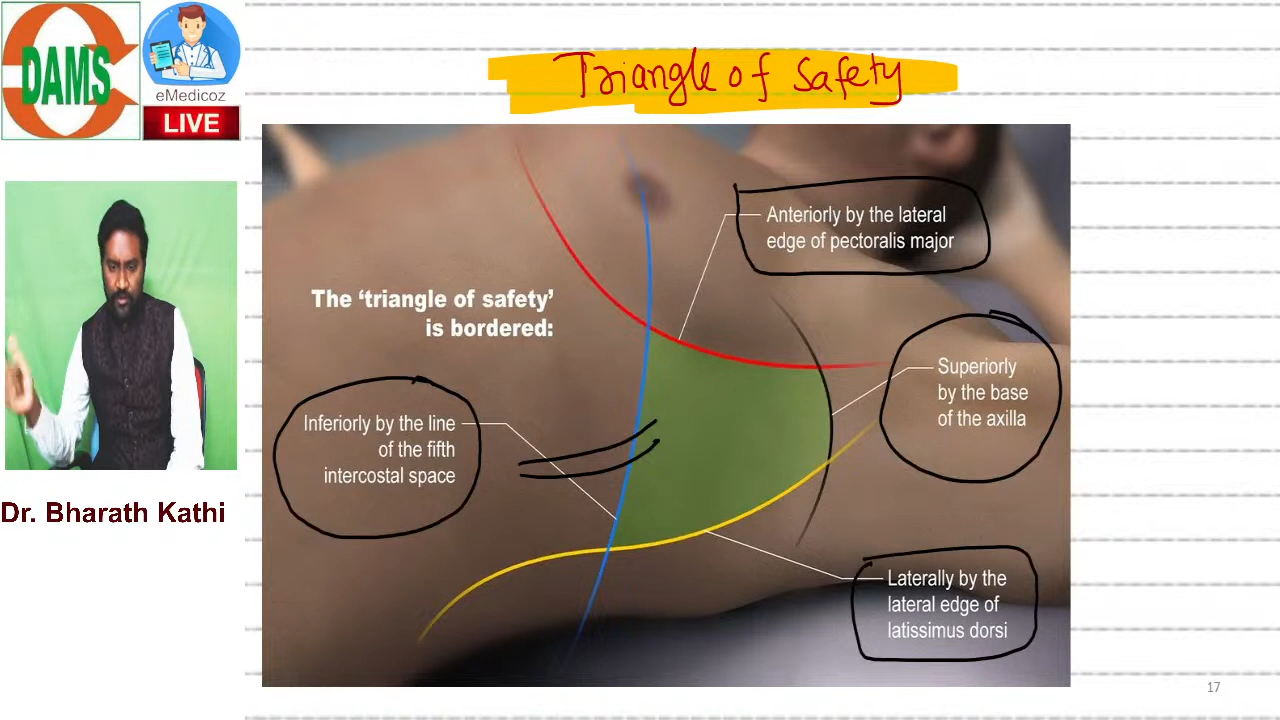 DAMS
eMedicoz
LIVE
Triangle of Safety
Anteriorly by the lateral
edge of pectoralis major
The ‘triangle of safety’
is bordered:
Superiorly
by the base
of the axilla
Inferiorly by the line
of the fifth
intercostal space
Dr. Bharath Kathi
Laterally by the
lateral edge of
latissimus dorsi
17